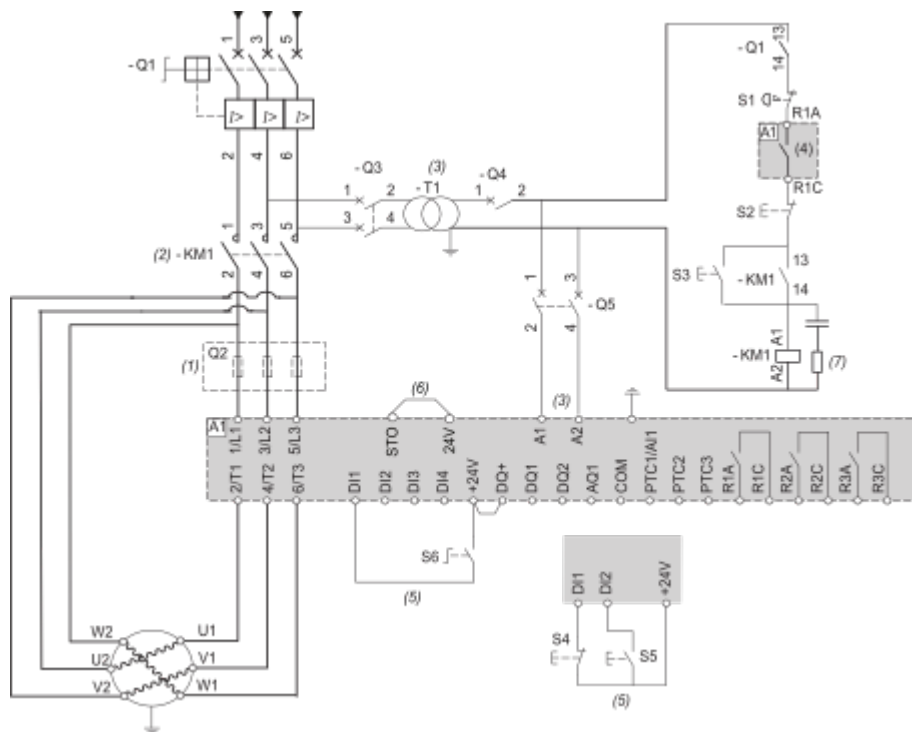 1 3 5
-Q1
I> I> I>
2 4 6
-Q3 (3) -Q4
1 2 -T1 1 2
3 4
13
-Q1
14
S1
R1A
A1 (4)
R1C
S2
S3
13
-KM1
14
A1
-KM1 (7)
A2
1 3 5
(2) -KM1
2 4 6
1 3
-Q5
2 4
(1) Q2
(6) (3)
A1 1/L1 3/L2 5/L3 STO 24V A1 A2
2/T1 4/T2 6/T3 DI1 DI2 DI3 DI4 +24V DQ+ DQ1 DQ2 AQ1 COM PTC1/AI1 PTC2 PTC3 R1A R1C R2A R2C R3A R3C
S6
(5)
DI1 DI2 +24V
S4 S5
(5)
W2 U1
U2 V1
V2 W1